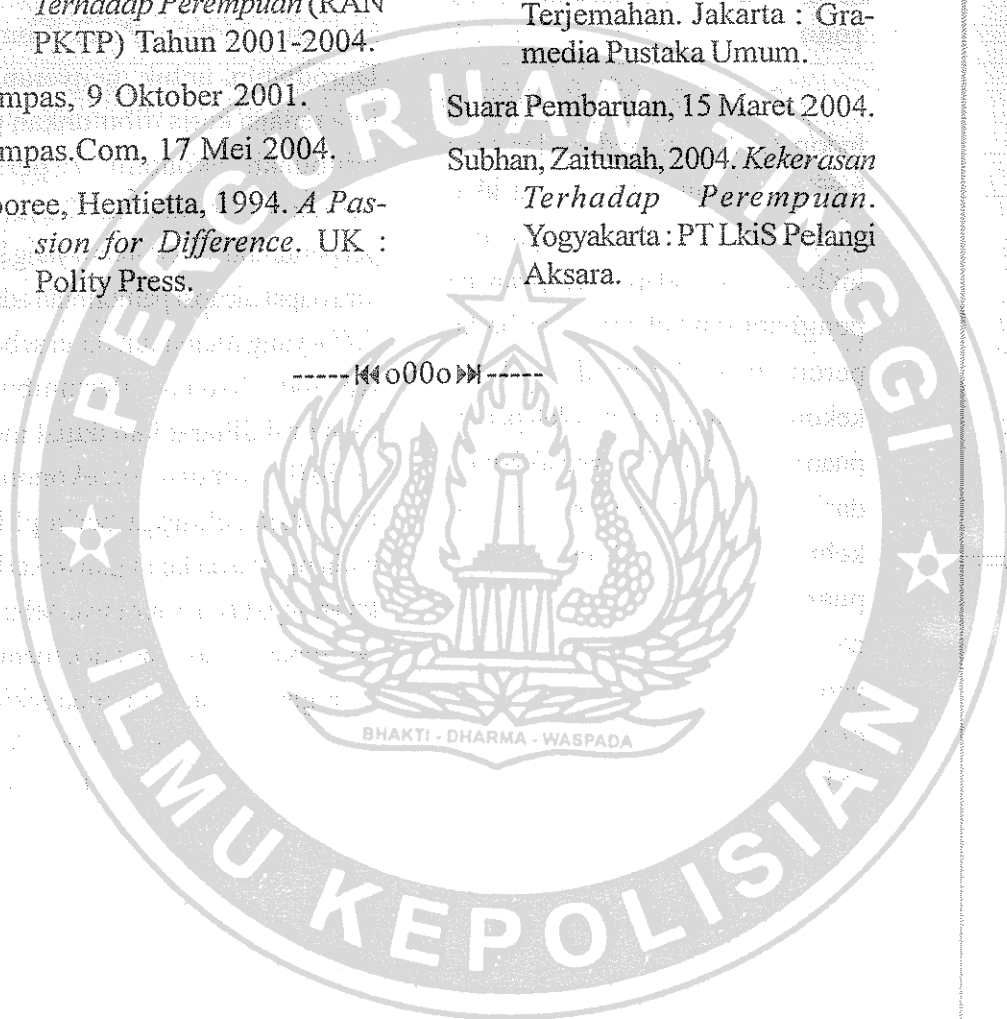 Terhadap Perempuan (RAN
PKTP) Tahun 2001-2004.
mpas, 9 Oktober 2001.
mpas.Com, 17 Mei 2004.
oree, Hentietta, 1994. A Pas-
sion for Difference. UK :
Polity Press.
Terjemahan. Jakarta : Gra-
media Pustaka Umum.
Suara Pembaruan, 15 Maret 2004.
Subhan, Zaitunah, 2004. Kekerasan
Terhadap Perempuan.
Yogyakarta : PT LkiS Pelangi
Aksara.
-----⏮o00o⏭-----
PERGURUAN TINGGI
BHAKTI - DHARMA - WASPADA
ILMU KEPOLISIAN